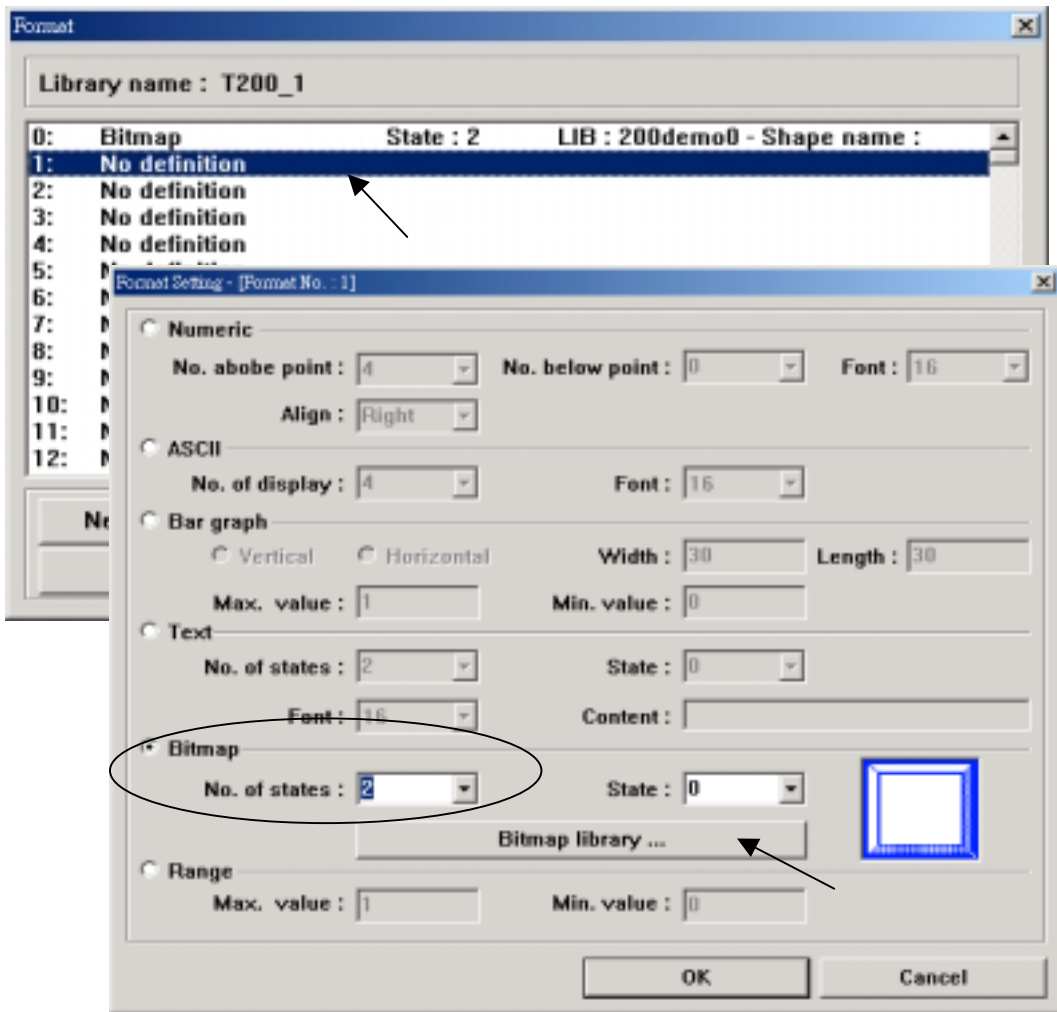 Format
Library name : T200_1
0: Bitmap State : 2 LIB : 200demo0 - Shape name :
1: No definition
2: No definition
3: No definition
4: No definition
5:
6:
7:
8:
9:
10:
11:
12:
Format Setting - [Format No. : 1]
Numeric
No. abobe point : 4 No. below point : 0 Font : 16
Align : Right
ASCII
No. of display : 4 Font : 16
Bar graph
Vertical Horizontal Width : 30 Length : 30
Max. value : 1 Min. value : 0
Text
No. of states : 2 State : 0
Font : 16 Content :
Bitmap
No. of states : 2 State : 0
Bitmap library ...
Range
Max. value : 1 Min. value : 0
OK Cancel